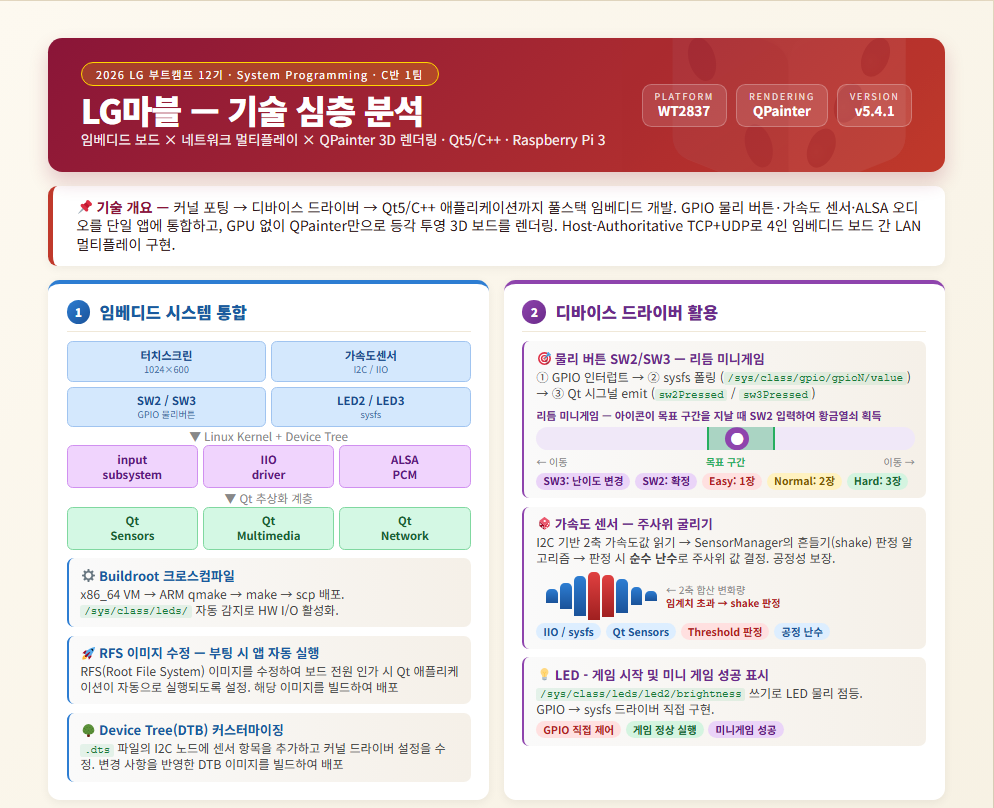 2026 LG 부트캠프 12기 · System Programming · C반 1팀
LG마블 — 기술 심층 분석
임베디드 보드 × 네트워크 멀티플레이 × QPainter 3D 렌더링 · Qt5/C++ · Raspberry Pi 3
PLATFORM
WT2837
RENDERING
QPainter
VERSION
v5.4.1
📌 기술 개요 — 커널 포팅 → 디바이스 드라이버 → Qt5/C++ 애플리케이션까지 풀스택 임베디드 개발. GPIO 물리 버튼·가속도 센서·ALSA 오디
오를 단일 앱에 통합하고, GPU 없이 QPainter만으로 등각 투영 3D 보드를 렌더링. Host-Authoritative TCP+UDP로 4인 임베디드 보드 간 LAN
멀티플레이 구현.
1 임베디드 시스템 통합
터치스크린
1024×600
가속도센서
I2C / IIO
SW2 / SW3
GPIO 물리버튼
LED2 / LED3
sysfs
▼ Linux Kernel + Device Tree
input
subsystem
IIO
driver
ALSA
PCM
▼ Qt 추상화 계층
Qt
Sensors
Qt
Multimedia
Qt
Network
⚙ Buildroot 크로스컴파일
x86_64 VM → ARM qmake → make → scp 배포.
/sys/class/leds/ 자동 감지로 HW I/O 활성화.
🚀 RFS 이미지 수정 — 부팅 시 앱 자동 실행
RFS(Root File System) 이미지를 수정하여 보드 전원 인가 시 Qt 애플리케
이션이 자동으로 실행되도록 설정. 해당 이미지를 빌드하여 배포
🌳 Device Tree(DTB) 커스터마이징
.dts 파일의 I2C 노드에 센서 항목을 추가하고 커널 드라이버 설정을 수
정. 변경 사항을 반영한 DTB 이미지를 빌드하여 배포
2 디바이스 드라이버 활용
🎯 물리 버튼 SW2/SW3 — 리듬 미니게임
① GPIO 인터럽트 → ② sysfs 폴링 ( /sys/class/gpio/gpioN/value )
→ ③ Qt 시그널 emit ( sw2Pressed / sw3Pressed )
리듬 미니게임 — 아이콘이 목표 구간을 지날 때 SW2 입력하여 황금열쇠 획득
← 이동
목표 구간
이동 →
SW3: 난이도 변경
SW2: 확정
Easy: 1장
Normal: 2장
Hard: 3장
🎲 가속도 센서 — 주사위 굴리기
I2C 기반 2축 가속도값 읽기 → SensorManager의 흔들기(shake) 판정 알
고리즘 → 판정 시 순수 난수로 주사위 값 결정. 공정성 보장.
← 2축 합산 변화량
임계치 초과 → shake 판정
IIO / sysfs
Qt Sensors
Threshold 판정
공정 난수
💡 LED - 게임 시작 및 미니 게임 성공 표시
/sys/class/leds/led2/brightness 쓰기로 LED 물리 점등.
GPIO → sysfs 드라이버 직접 구현.
GPIO 직접 제어
게임 정상 실행
미니게임 성공